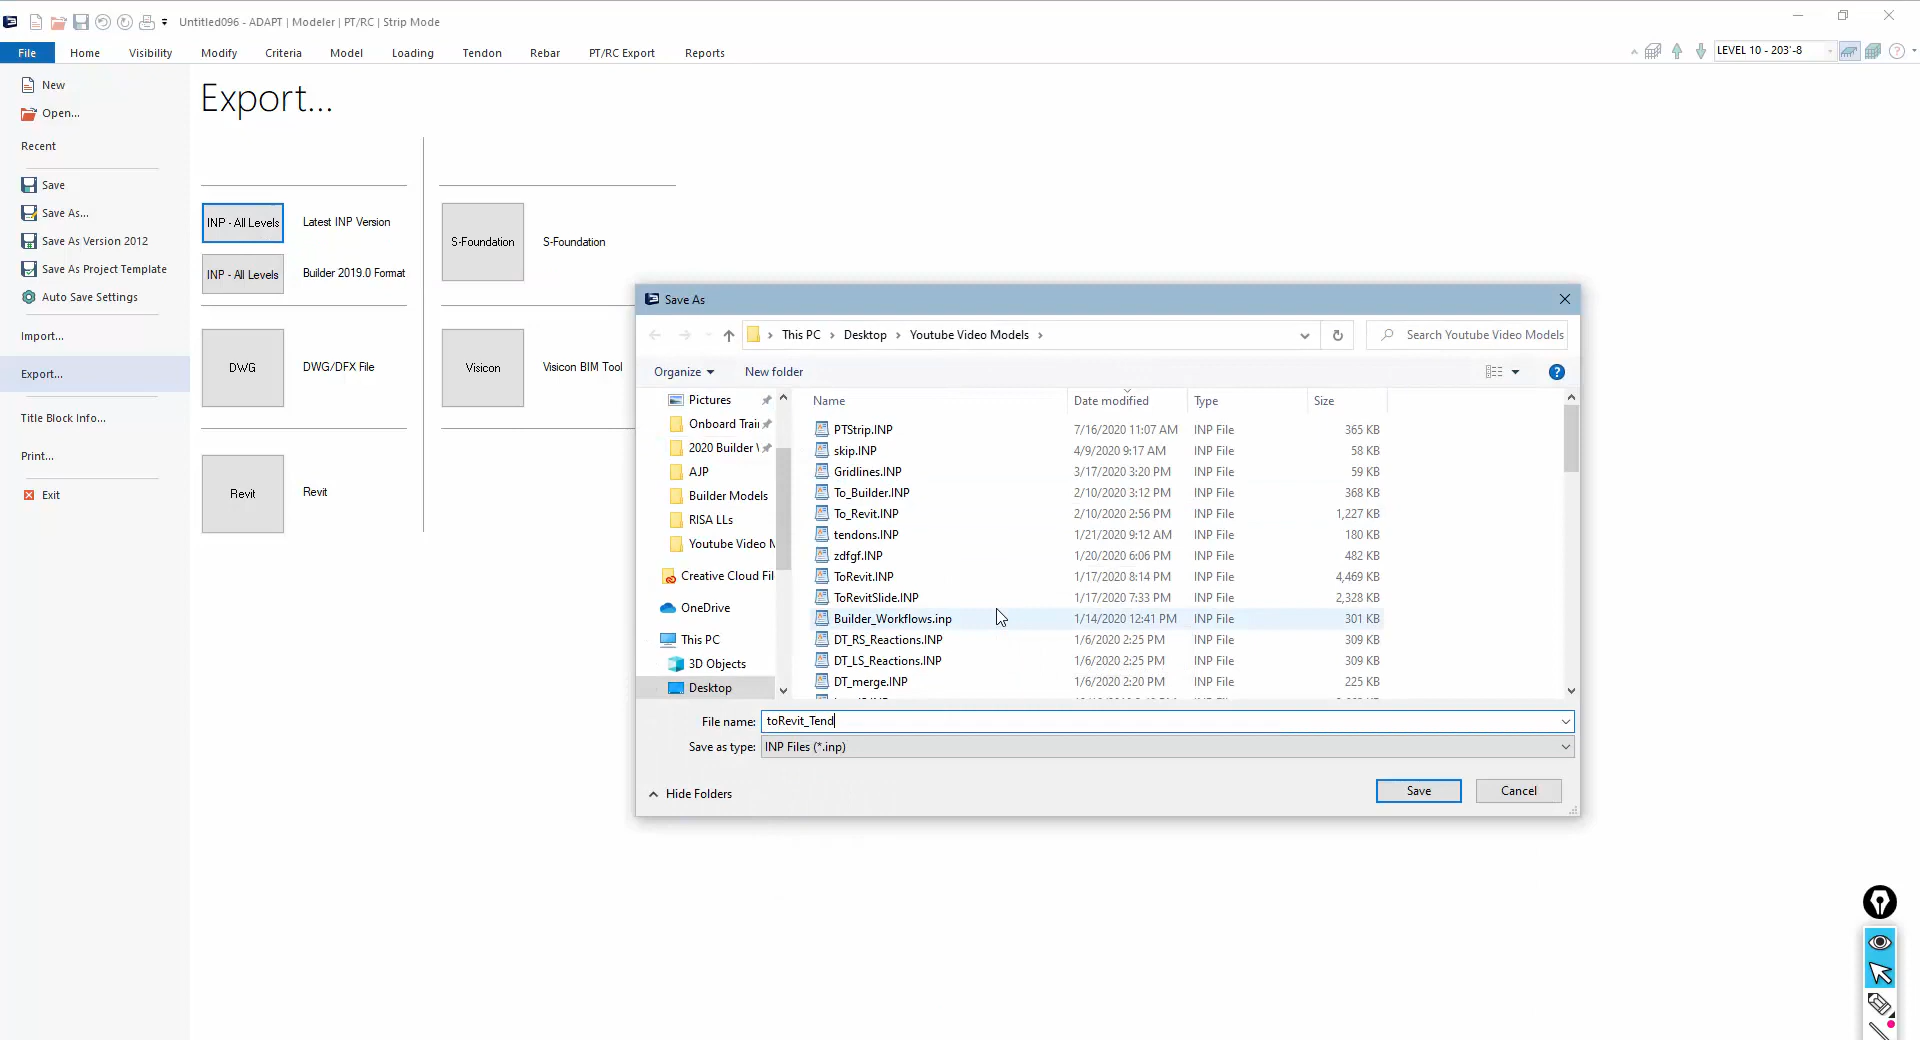 Untitled096 - ADAPT | Modeler | PT/RC | Strip Mode
File Home Visibility Modify Criteria Model Loading Tendon Rebar PT/RC Export Reports
LEVEL 10 - 203'-8
New
Open...
Recent
Save
Save As...
Save As Version 2012
Save As Project Template
Auto Save Settings
Import...
Export...
Title Block Info...
Print...
Exit
Export...
INP - All Levels Latest INP Version
INP - All Levels Builder 2019.0 Format
DWG DWG/DFX File
Revit Revit
S-Foundation S-Foundation
Visicon Visicon BIM Tool
Save As
This PC Desktop Youtube Video Models
Search Youtube Video Models
Organize New folder
Pictures
Onboard Trai
2020 Builder
AJP
Builder Models
RISA LLs
Youtube Video M
Creative Cloud Fil
OneDrive
This PC
3D Objects
Desktop
Name Date modified Type Size
PTStrip.INP 7/16/2020 11:07 AM INP File 365 KB
skip.INP 4/9/2020 9:17 AM INP File 58 KB
Gridlines.INP 3/17/2020 3:20 PM INP File 59 KB
To_Builder.INP 2/10/2020 3:12 PM INP File 368 KB
To_Revit.INP 2/10/2020 2:56 PM INP File 1,227 KB
tendons.INP 1/21/2020 9:12 AM INP File 180 KB
zdfgf.INP 1/20/2020 6:06 PM INP File 482 KB
ToRevit.INP 1/17/2020 8:14 PM INP File 4,469 KB
ToRevitSlide.INP 1/17/2020 7:33 PM INP File 2,328 KB
Builder_Workflows.inp 1/14/2020 12:41 PM INP File 301 KB
DT_RS_Reactions.INP 1/6/2020 2:25 PM INP File 309 KB
DT_LS_Reactions.INP 1/6/2020 2:25 PM INP File 309 KB
DT_merge.INP 1/6/2020 2:20 PM INP File 225 KB
File name: toRevit_Tend
Save as type: INP Files (*.inp)
Hide Folders
Save Cancel